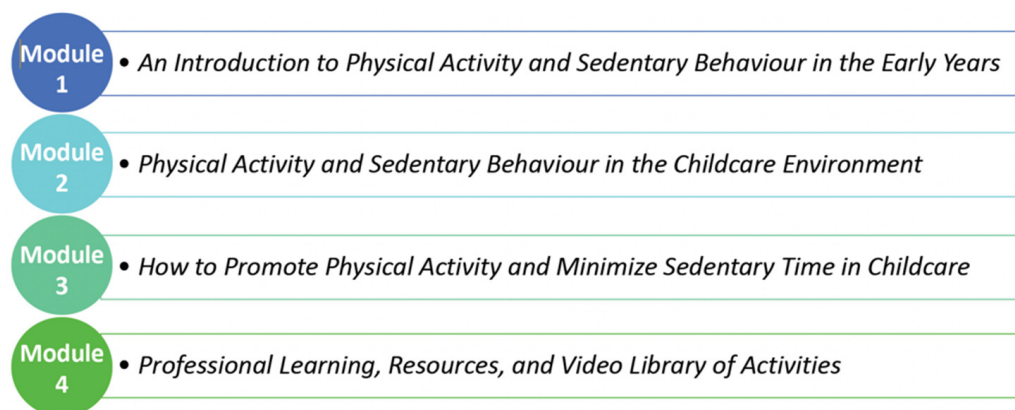 Module
1
• An Introduction to Physical Activity and Sedentary Behaviour in the Early Years
Module
2
• Physical Activity and Sedentary Behaviour in the Childcare Environment
Module
3
• How to Promote Physical Activity and Minimize Sedentary Time in Childcare
Module
4
• Professional Learning, Resources, and Video Library of Activities